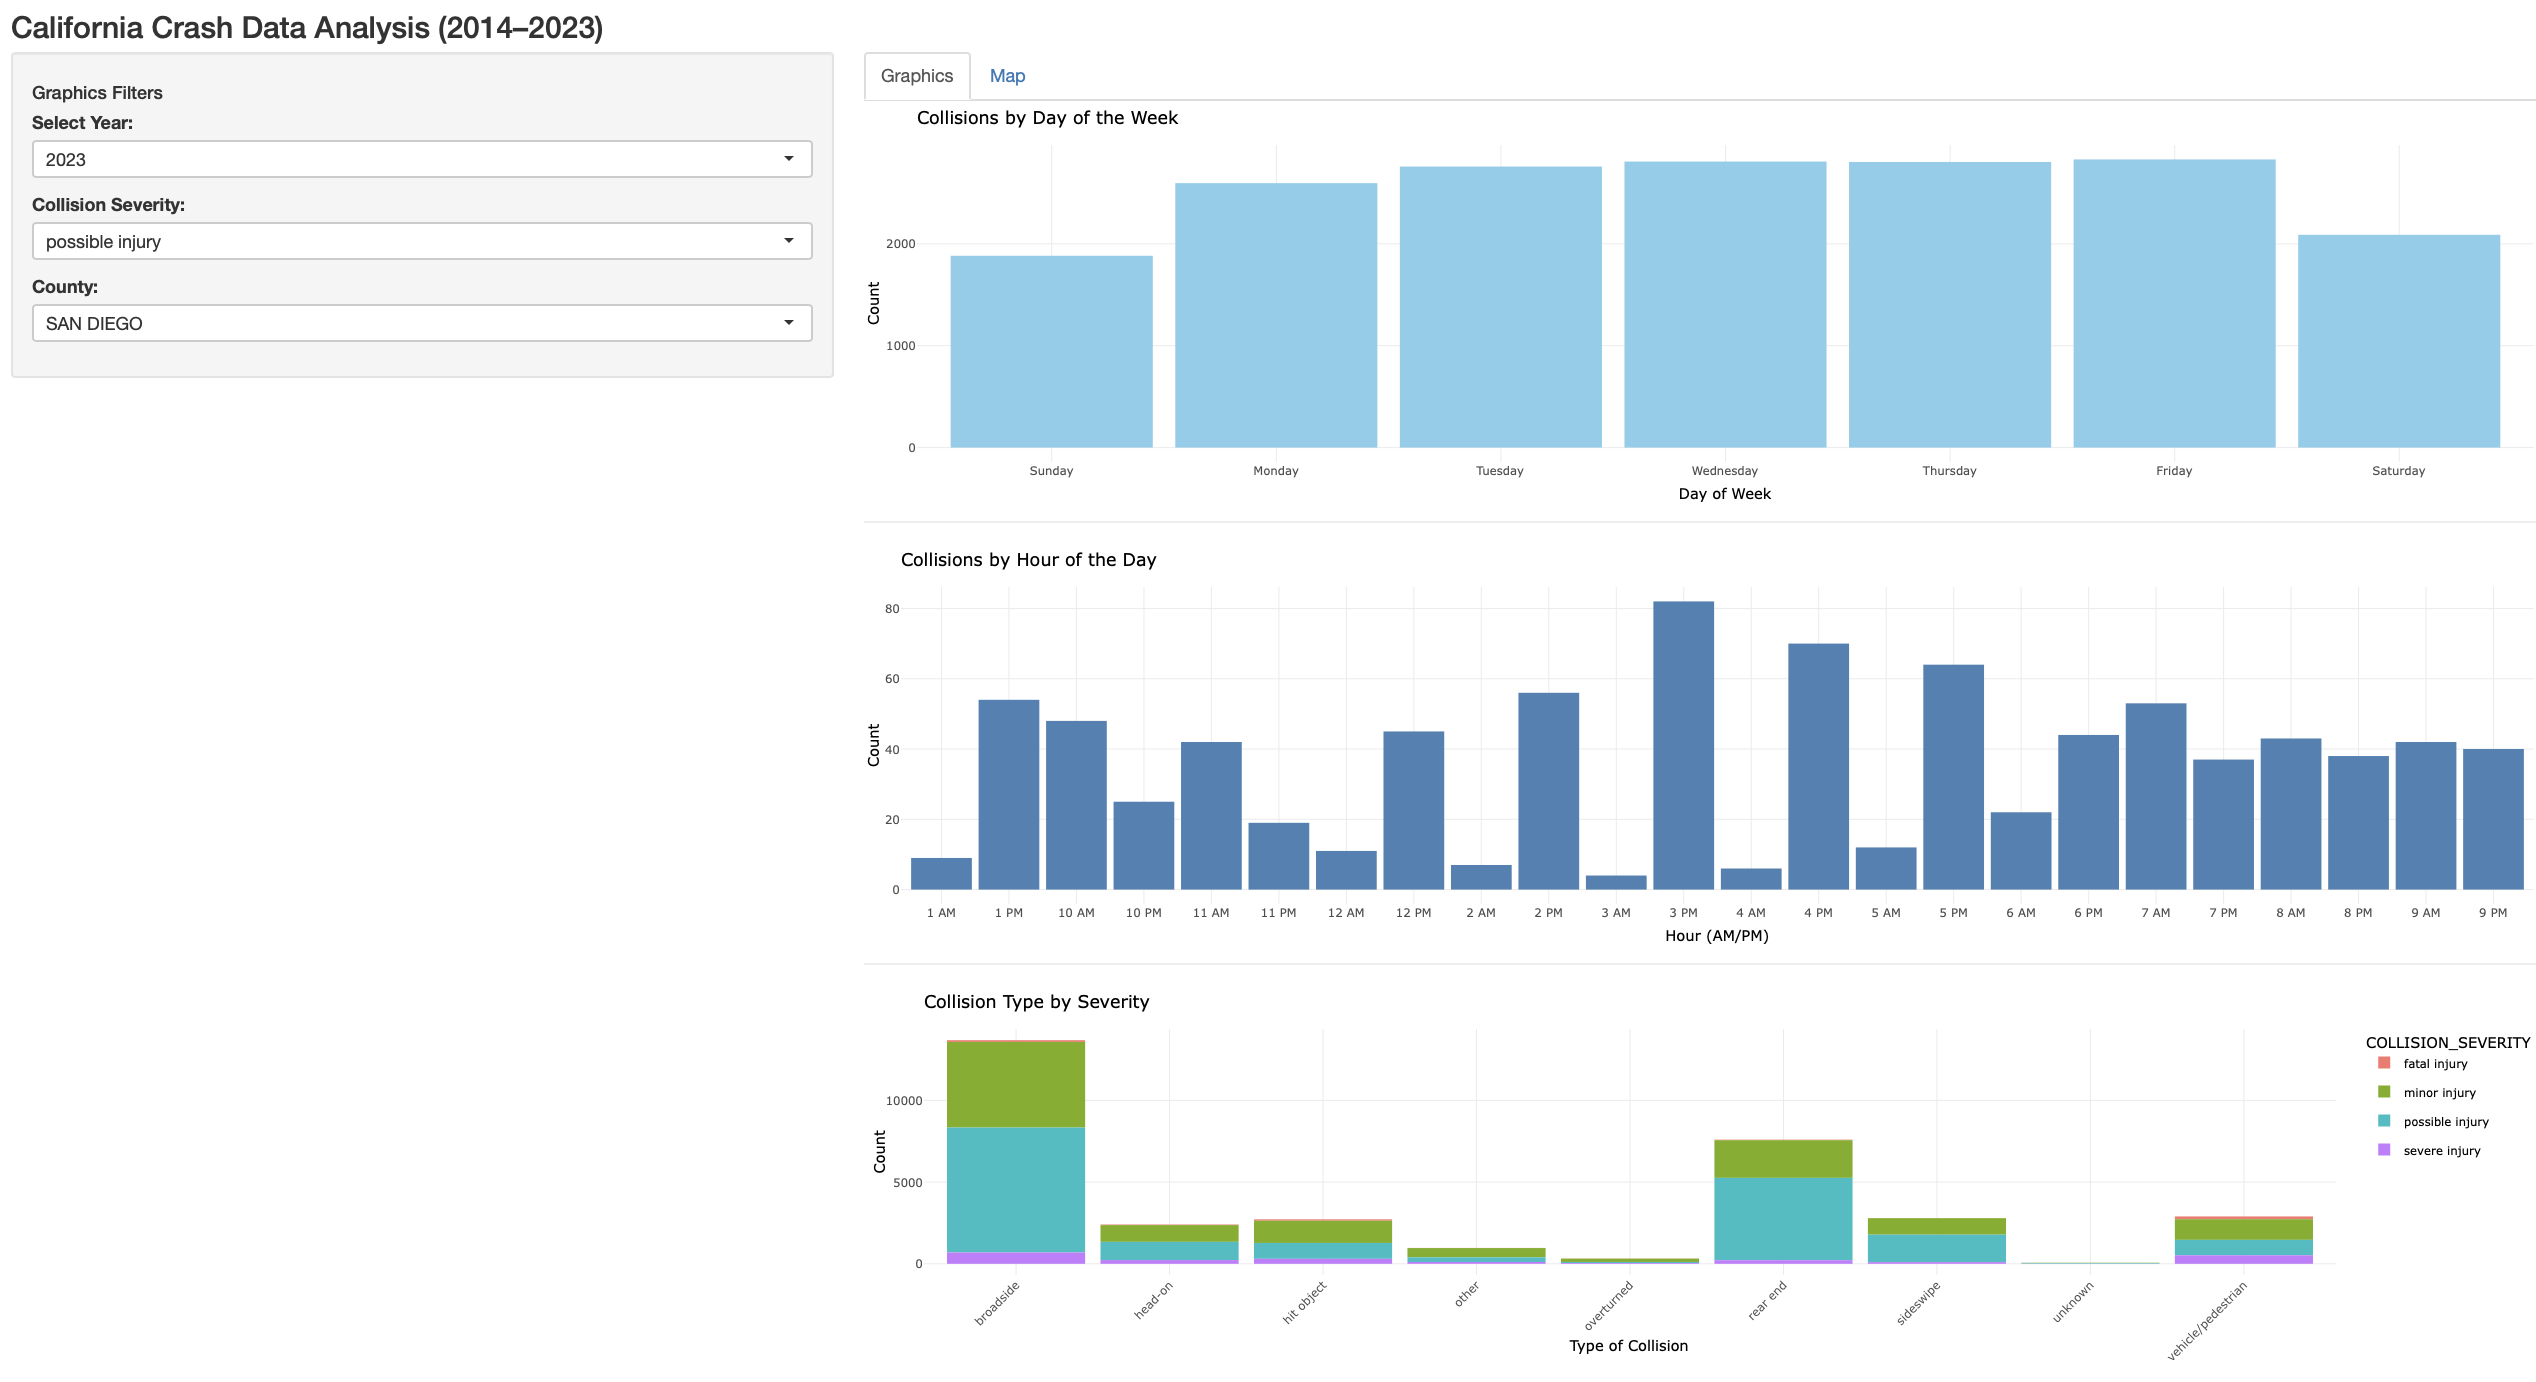 California Crash Data Analysis (2014–2023)
Graphics Filters
Select Year:
2023
Collision Severity:
possible injury
County:
SAN DIEGO
Graphics Map
Collisions by Day of the Week
Count
2000
1000
0
Sunday Monday Tuesday Wednesday Thursday Friday Saturday
Day of Week
Collisions by Hour of the Day
Count
80
60
40
20
0
1 AM 1 PM 10 AM 10 PM 11 AM 11 PM 12 AM 12 PM 2 AM 2 PM 3 AM 3 PM 4 AM 4 PM 5 AM 5 PM 6 AM 6 PM 7 AM 7 PM 8 AM 8 PM 9 AM 9 PM
Hour (AM/PM)
Collision Type by Severity
Count
10000
5000
0
broadside head-on hit object other overturned rear end sideswipe unknown vehicle/pedestrian
Type of Collision
COLLISION_SEVERITY
fatal injury
minor injury
possible injury
severe injury